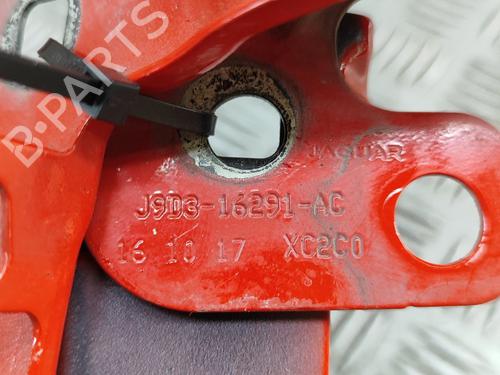 B-PARTS
JAGUAR
J9D3-16291-AC
16 10 17 XC2C0